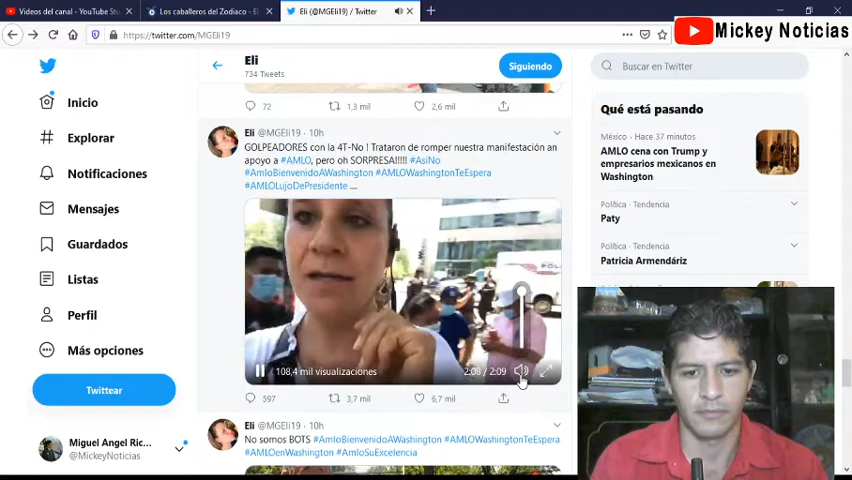 Videos del canal - YouTube Stu
Los caballeros del Zodiaco - E
Eli (@MGEli19) / Twitter
https://twitter.com/MGEli19
Mickey Noticias
Eli
734 Tweets
Siguiendo
Buscar en Twitter
72
1,3 mil
2,6 mil
Inicio
Explorar
Notificaciones
Mensajes
Guardados
Listas
Perfil
Más opciones
Twittear
Miguel Angel Ric...
@MickeyNoticias
Eli @MGEli19 · 10h
GOLPEADORES con la 4T-No ! Trataron de romper nuestra manifestación an
apoyo a #AMLO, pero oh SORPRESA!!!!! #AsiNo
#AmloBienvenidoAWashington #AMLOWashingtonTeEspera
#AMLOLujoDePresidente ...
108,4 mil visualizaciones
2:08 / 2:09
597
3,7 mil
6,7 mil
Eli @MGEli19 · 10h
No somos BOTS #AmloBienvenidoAWashington #AMLOWashingtonTeEspera
#AMLOenWashington #AmloSuExcelencia
Qué está pasando
México · Hace 37 minutos
AMLO cena con Trump y
empresarios mexicanos en
Washington
Política · Tendencia
Paty
Política · Tendencia
Patricia Armendáriz